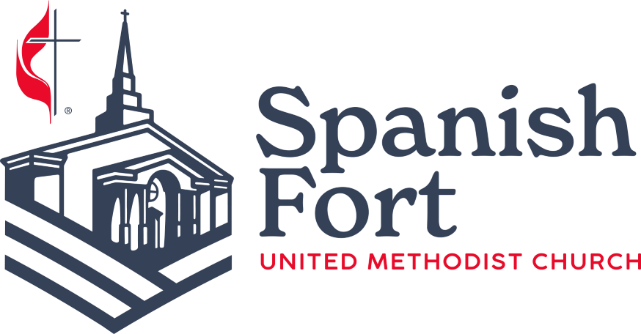 ®
Spanish
Fort
UNITED METHODIST CHURCH